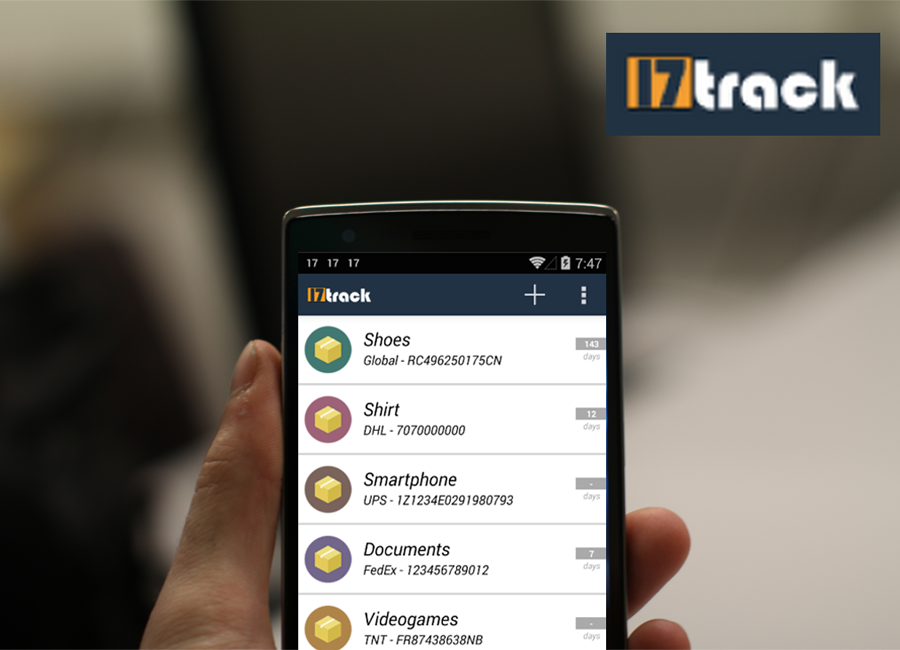 17track
17 17 17 7:47
17track
Shoes
143
Global - RC496250175CN
days
Shirt
12
DHL - 7070000000
days
Smartphone
-
UPS - 1Z1234E0291980793
days
Documents
7
FedEx - 123456789012
days
Videogames
-
TNT - FR87438638NB
days